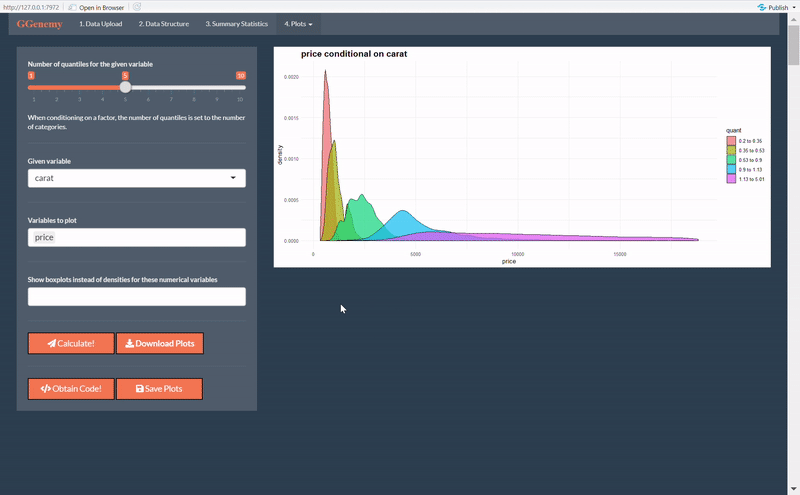 http://127.0.0.1:7972 Open in Browser Publish
GGenemy 1. Data Upload 2. Data Structure 3. Summary Statistics 4. Plots
Number of quantiles for the given variable
1 5 10
1 2 3 4 5 6 7 8 9 10
When conditioning on a factor, the number of quantiles is set to the number
of categories.
Given variable
carat
Variables to plot
price
Show boxplots instead of densities for these numerical variables
Calculate! Download Plots
Obtain Code! Save Plots
price conditional on carat
density
0.0020
0.0015
0.0010
0.0005
0.0000
0 5000 10000 15000
price
quant
0.2 to 0.35
0.35 to 0.53
0.53 to 0.9
0.9 to 1.13
1.13 to 5.01